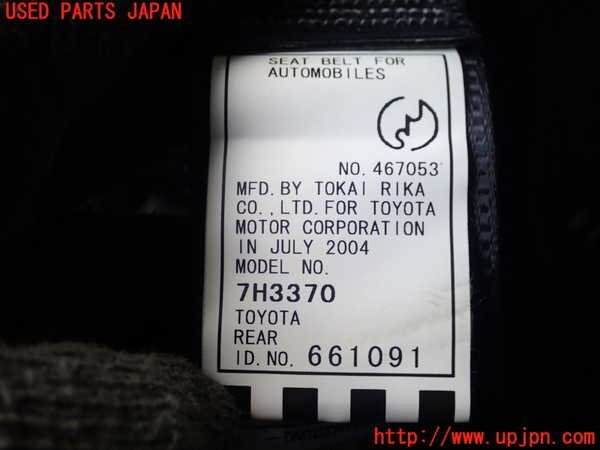 USED PARTS JAPAN
SEAT BELT FOR
AUTOMOBILES
NO. 467053
MFD. BY TOKAI RIKA
CO., LTD. FOR TOYOTA
MOTOR CORPORATION
IN JULY 2004
MODEL NO.
7H3370
TOYOTA
REAR
ID. NO. 661091
http://www.upjpn.com/